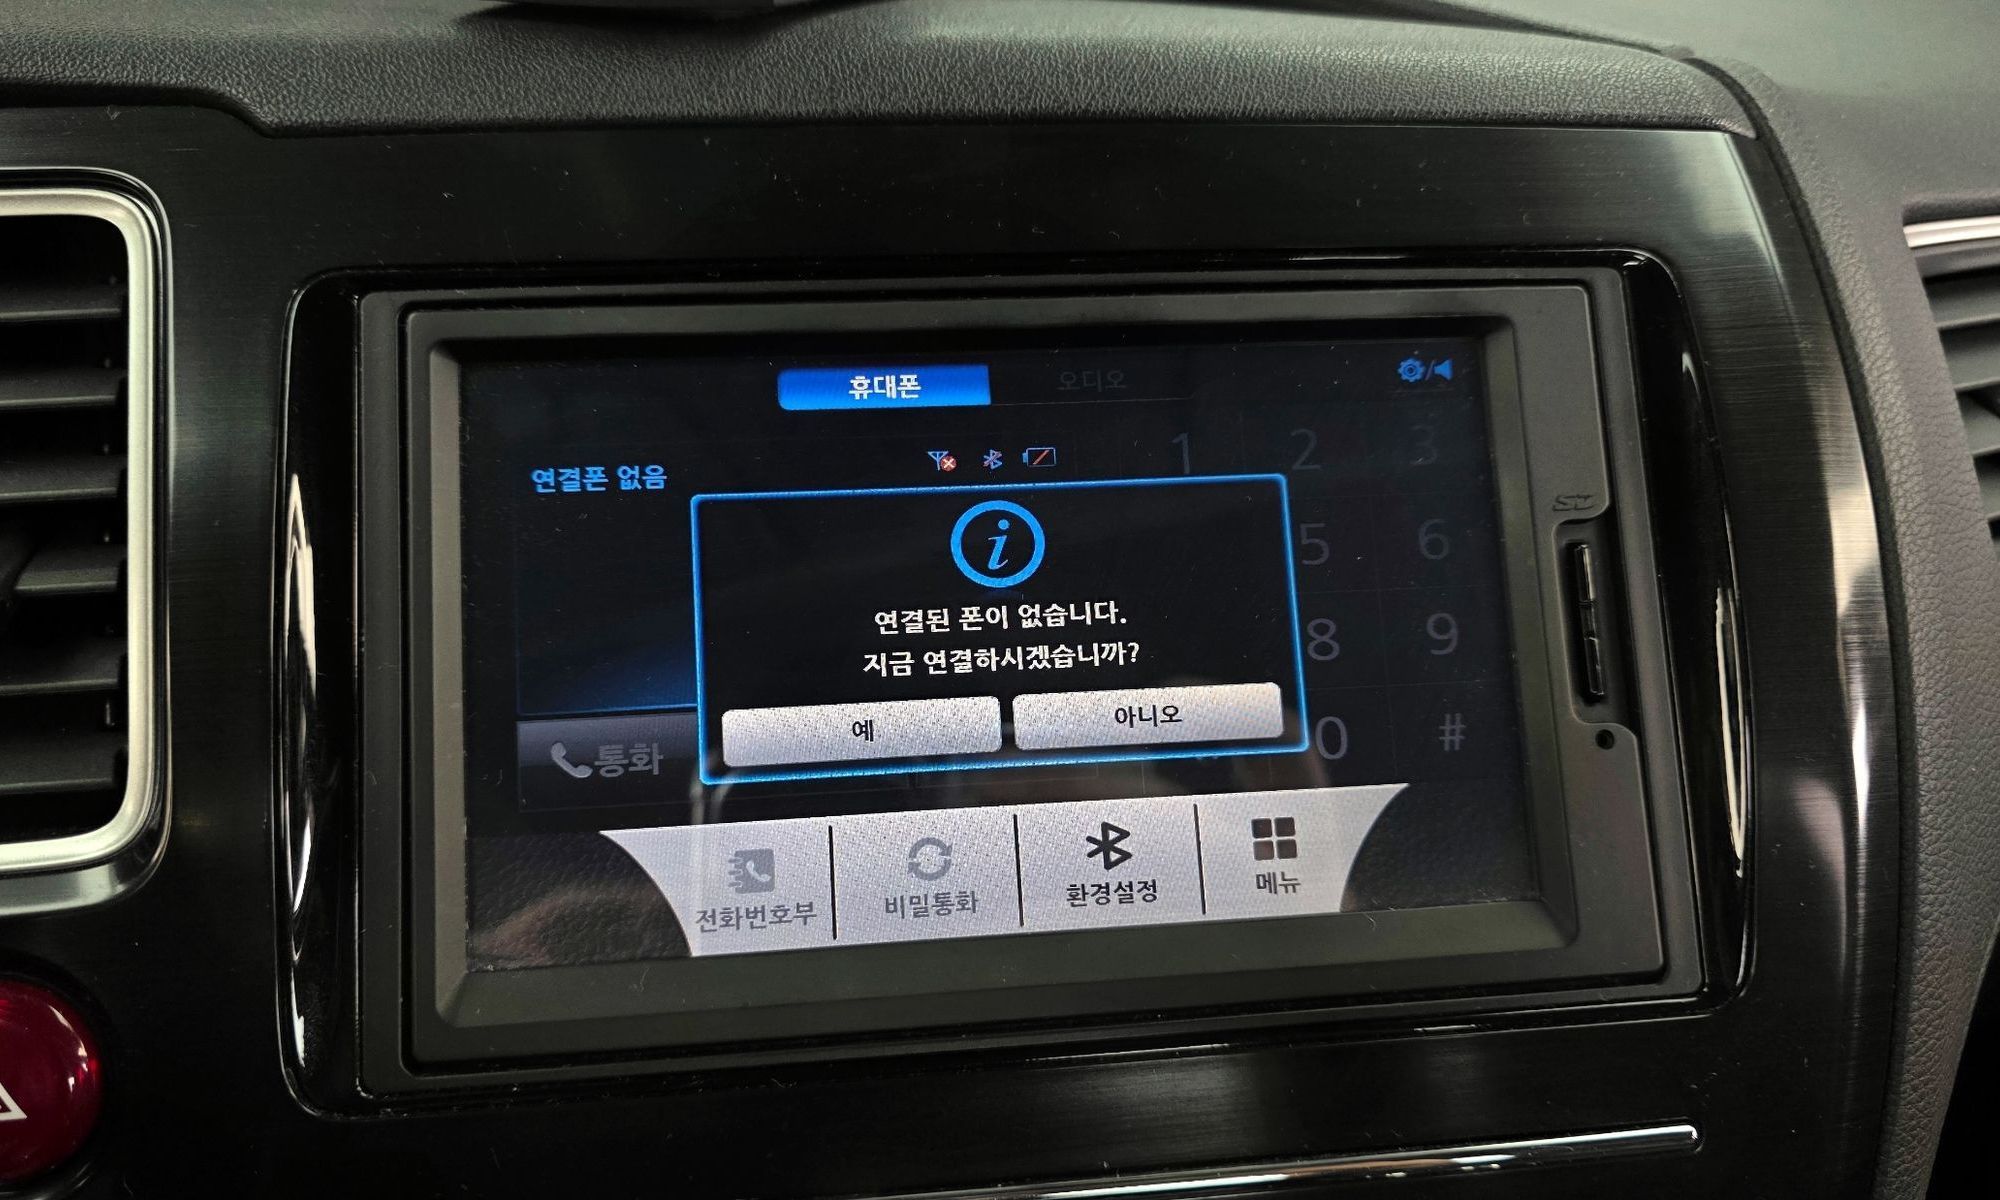 휴대폰
오디오
연결폰 없음
1 2 3
5 6
8 9
0 #
연결된 폰이 없습니다.
지금 연결하시겠습니까?
예
아니오
통화
전화번호부
비밀통화
환경설정
메뉴
SD